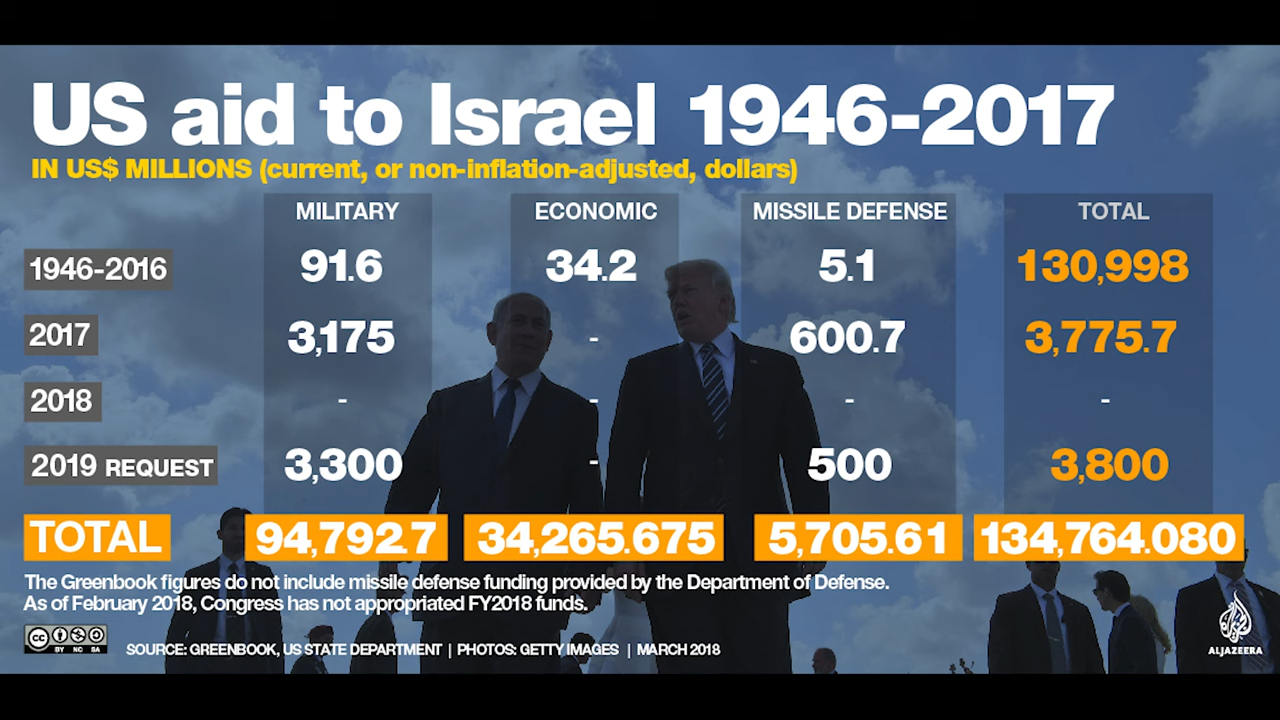 US aid to Israel 1946-2017
IN US$ MILLIONS (current, or non-inflation-adjusted, dollars)
MILITARY ECONOMIC MISSILE DEFENSE TOTAL
1946-2016 91.6 34.2 5.1 130,998
2017 3,175 - 600.7 3,775.7
2018 - - - -
2019 REQUEST 3,300 - 500 3,800
TOTAL 94,792.7 34,265.675 5,705.61 134,764.080
The Greenbook figures do not include missile defense funding provided by the Department of Defense.
As of February 2018, Congress has not appropriated FY2018 funds.
cc BY NC SA
SOURCE: GREENBOOK, US STATE DEPARTMENT | PHOTOS: GETTY IMAGES | MARCH 2018
ALJAZEERA